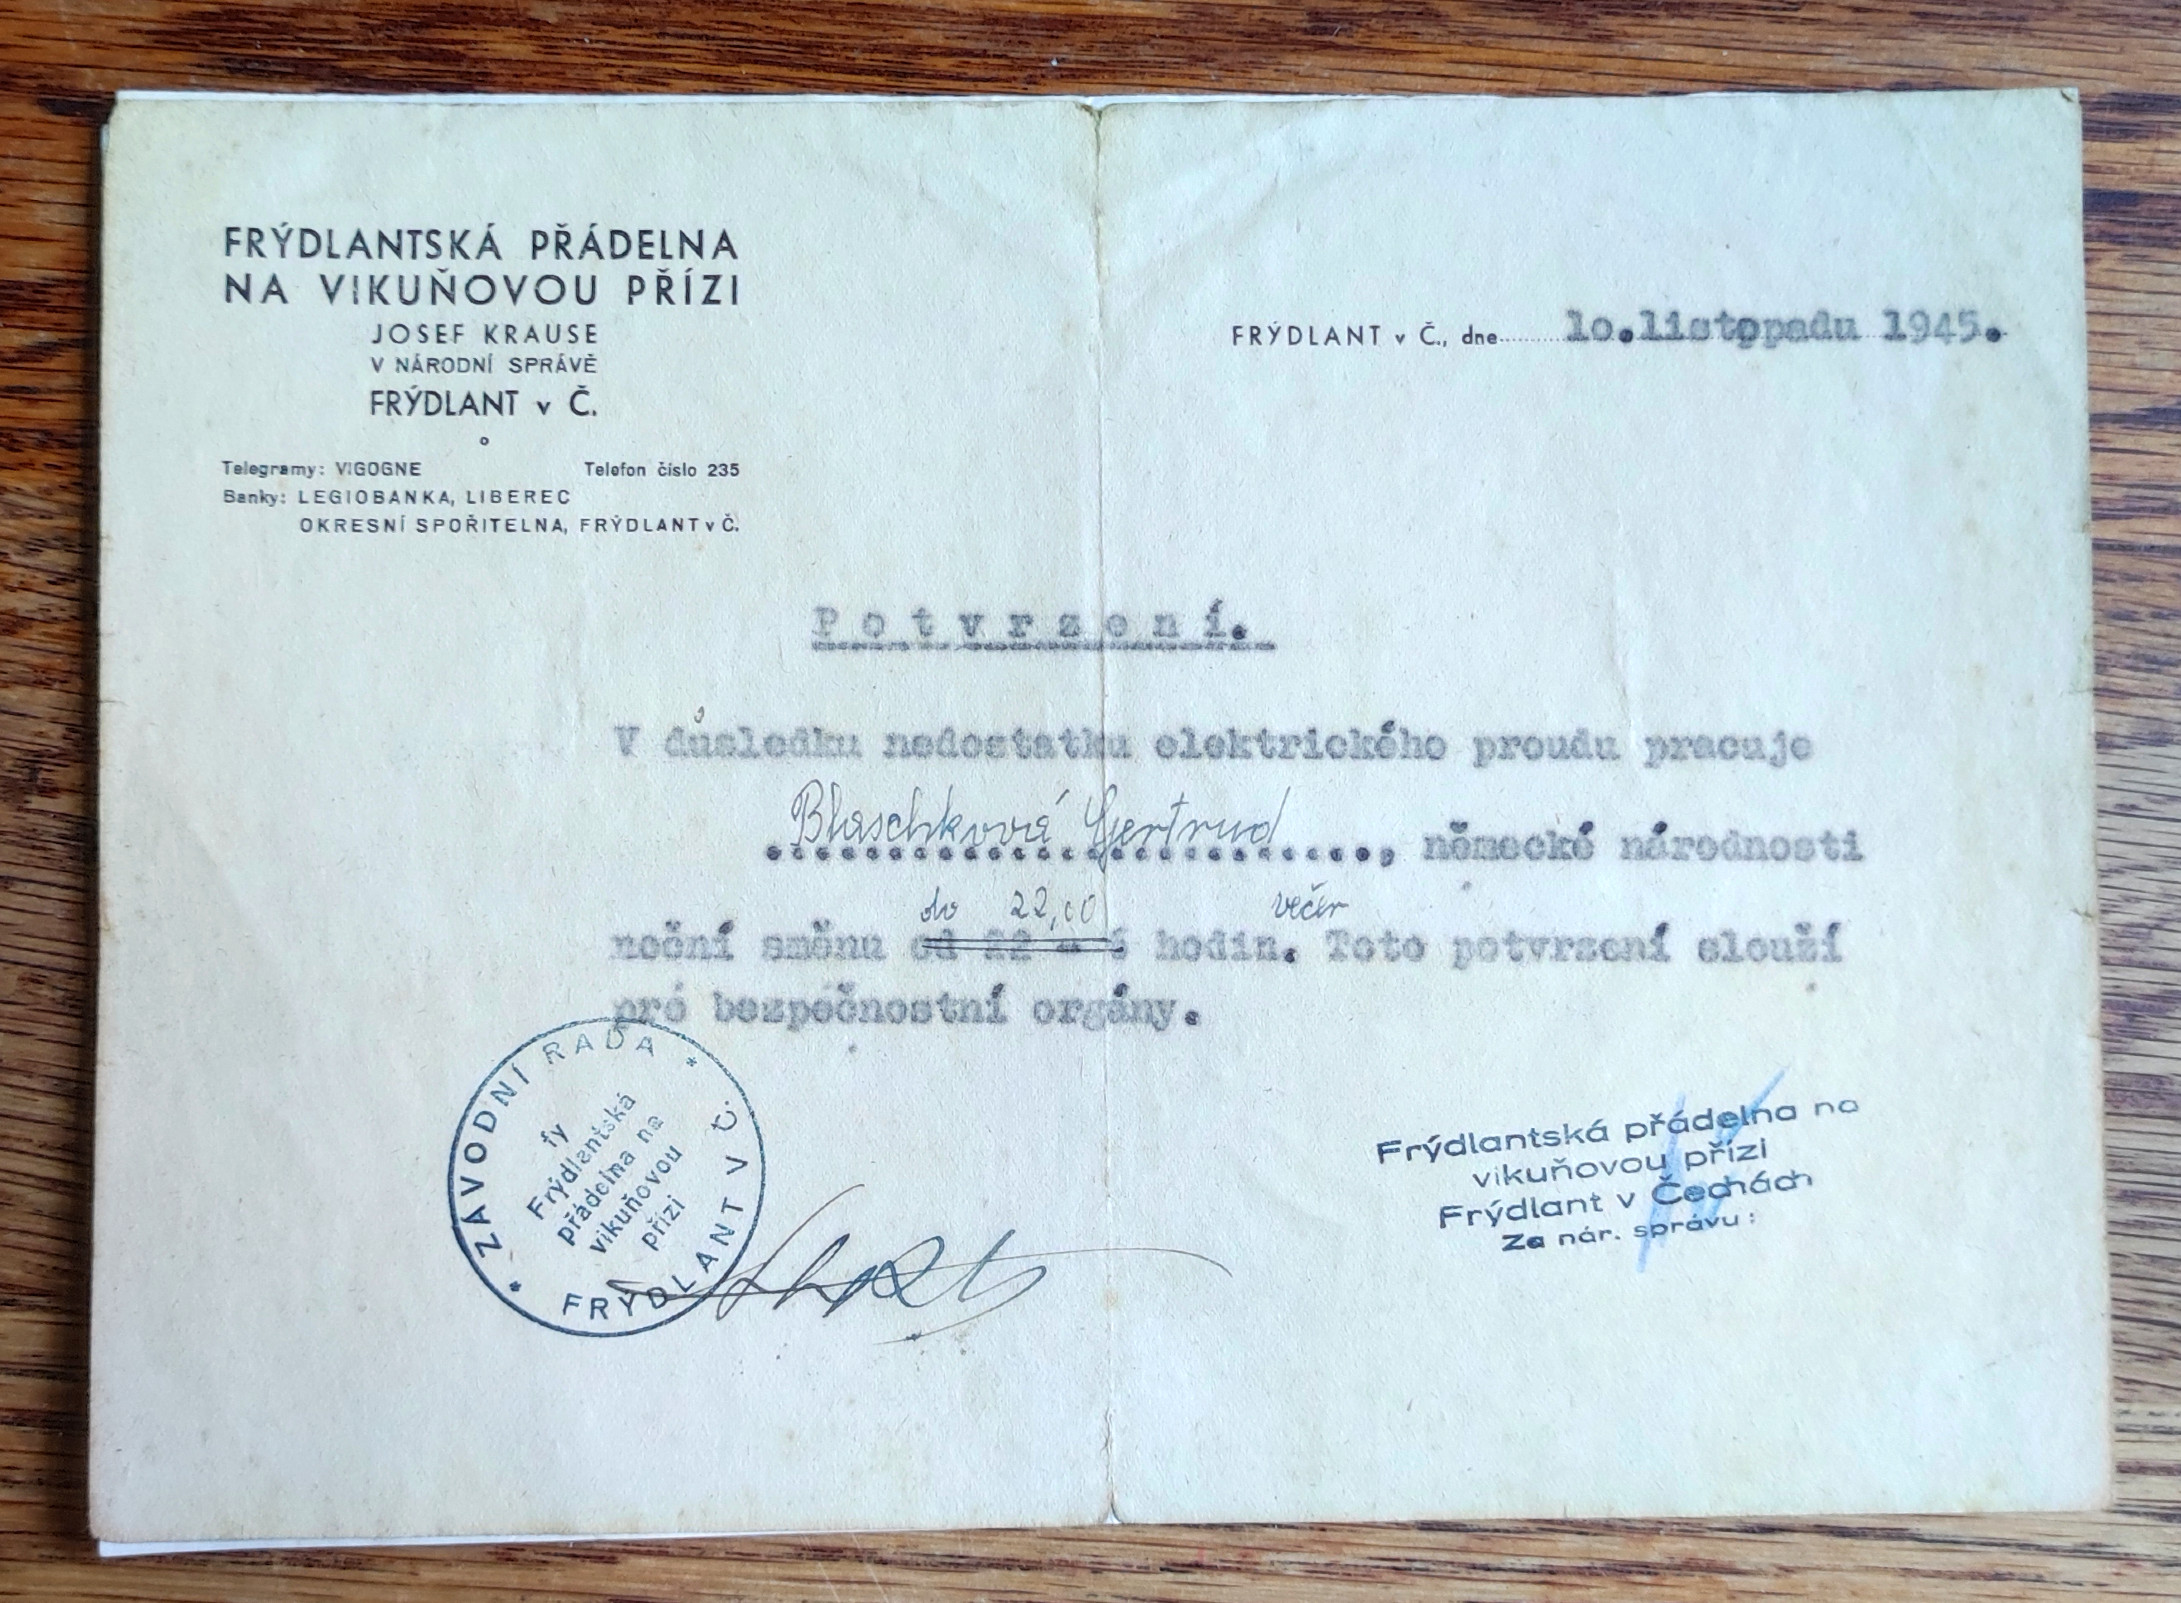 FRÝDLANTSKÁ PŘÁDELNA
NA VIKUŇOVOU PŘÍZI
JOSEF KRAUSE
V NÁRODNÍ SPRÁVĚ
FRÝDLANT v Č.
Telegramy: VIGOGNE Telefon číslo 235
Banky: LEGIOBANKA, LIBEREC
OKRESNÍ SPOŘITELNA, FRÝDLANT v Č.
FRÝDLANT v Č., dne 10.listopadu 1945.
Potvrzení.
V důsledku nedostatku elektrického proudu pracuje
Blaschková Gertrud, německé národnosti
do 22,00 večer
noční směnu od 22 - 6 hodin. Toto potvrzení slouží
pro bezpečnostní orgány.
* ZÁVODNÍ RADA *
fy
Frýdlantská
přádelna na
vikuňovou
přízi
FRÝDLANT V Č.
Frýdlantská přádelna na
vikuňovou přízi
Frýdlant v Čechách
Za nár. správu: